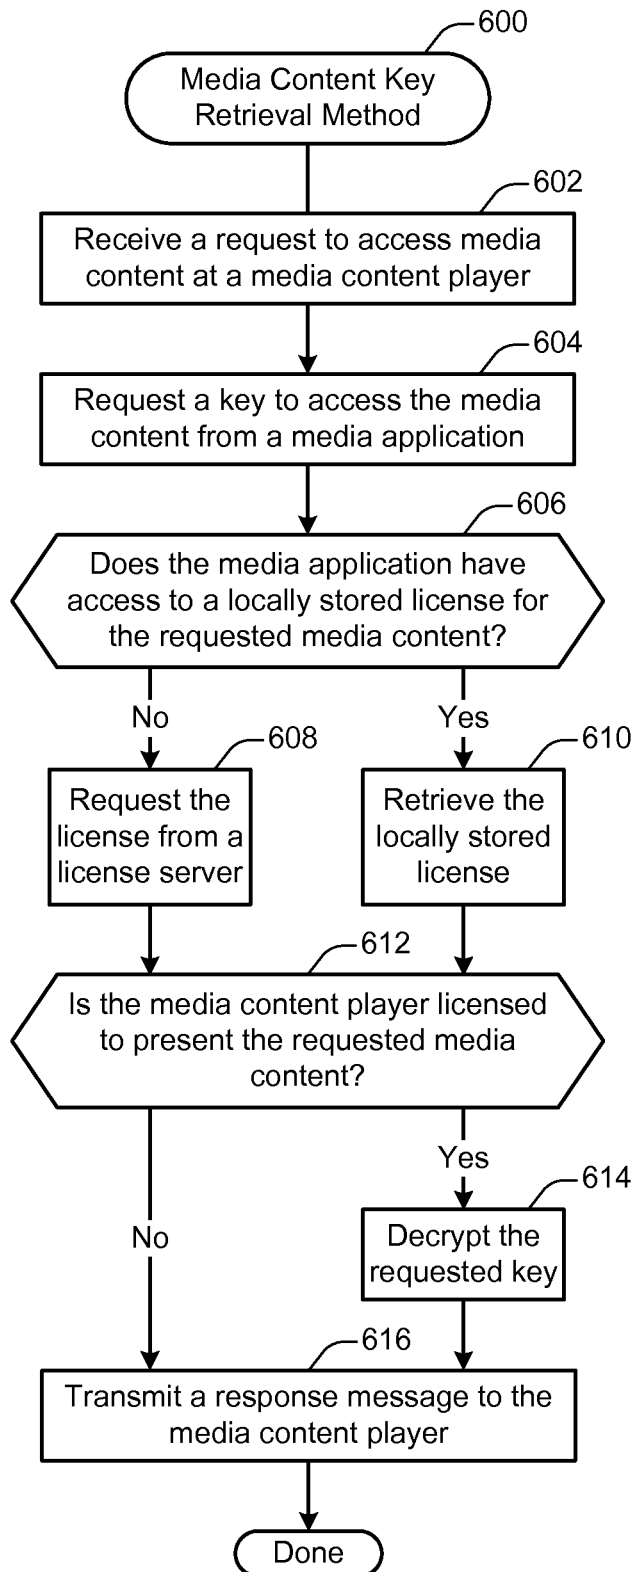 600
Media Content Key
Retrieval Method
602
Receive a request to access media
content at a media content player
604
Request a key to access the media
content from a media application
606
Does the media application have
access to a locally stored license for
the requested media content?
No
Yes
608
610
Request the
license from a
license server
Retrieve the
locally stored
license
612
Is the media content player licensed
to present the requested media
content?
Yes
614
No
Decrypt the
requested key
616
Transmit a response message to the
media content player
Done